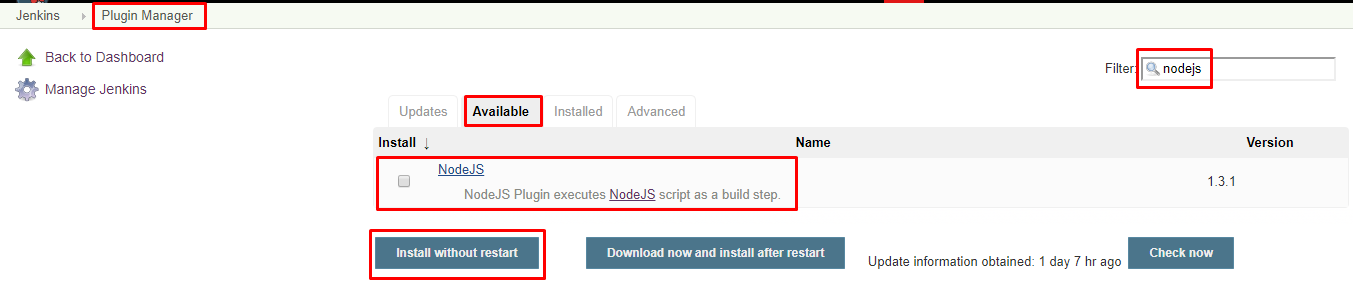 Jenkins Plugin Manager
Back to Dashboard
Manage Jenkins
Filter: nodejs
Updates Available Installed Advanced
Install ↓ Name Version
NodeJS
NodeJS Plugin executes NodeJS script as a build step.
1.3.1
Install without restart Download now and install after restart Update information obtained: 1 day 7 hr ago Check now